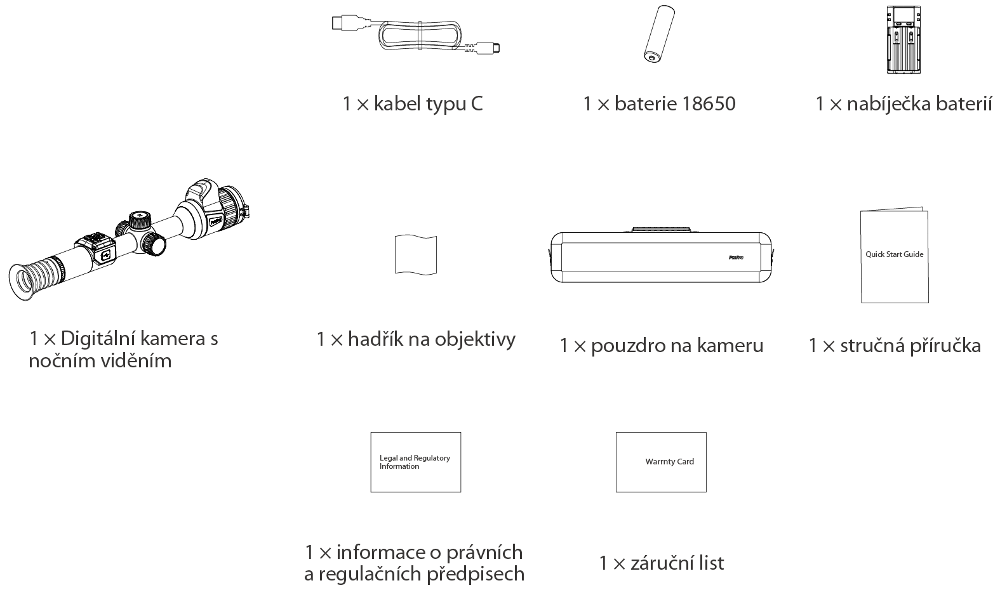 1 × kabel typu C
1 × baterie 18650
1 × nabíječka baterií
Quick Start Guide
1 × Digitální kamera s
nočním viděním
1 × hadřík na objektivy
1 × pouzdro na kameru
1 × stručná příručka
Legal and Regulatory
Information
Warrnty Card
1 × informace o právních
a regulačních předpisech
1 × záruční list